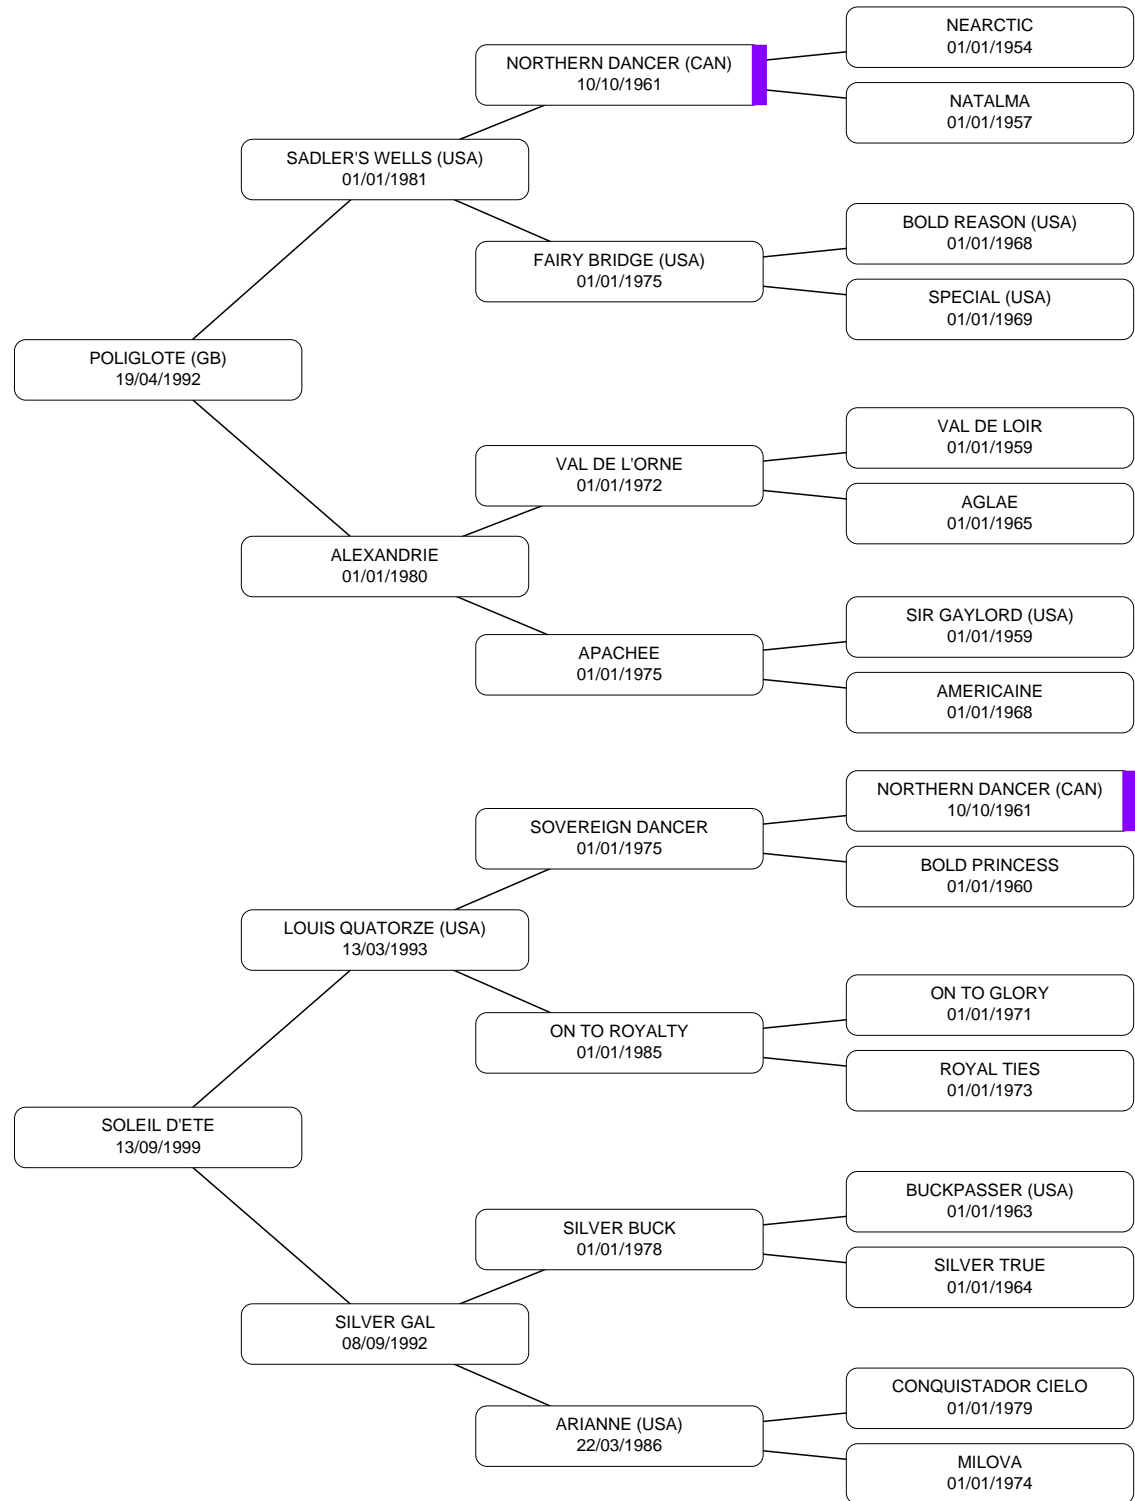 NEARCTIC
01/01/1954
NORTHERN DANCER (CAN)
10/10/1961
NATALMA
01/01/1957
SADLER'S WELLS (USA)
01/01/1981
BOLD REASON (USA)
01/01/1968
FAIRY BRIDGE (USA)
01/01/1975
SPECIAL (USA)
01/01/1969
POLIGLOTE (GB)
19/04/1992
VAL DE LOIR
01/01/1959
VAL DE L'ORNE
01/01/1972
AGLAE
01/01/1965
ALEXANDRIE
01/01/1980
SIR GAYLORD (USA)
01/01/1959
APACHEE
01/01/1975
AMERICAINE
01/01/1968
NORTHERN DANCER (CAN)
10/10/1961
SOVEREIGN DANCER
01/01/1975
BOLD PRINCESS
01/01/1960
LOUIS QUATORZE (USA)
13/03/1993
ON TO GLORY
01/01/1971
ON TO ROYALTY
01/01/1985
ROYAL TIES
01/01/1973
SOLEIL D'ETE
13/09/1999
BUCKPASSER (USA)
01/01/1963
SILVER BUCK
01/01/1978
SILVER TRUE
01/01/1964
SILVER GAL
08/09/1992
CONQUISTADOR CIELO
01/01/1979
ARIANNE (USA)
22/03/1986
MILOVA
01/01/1974